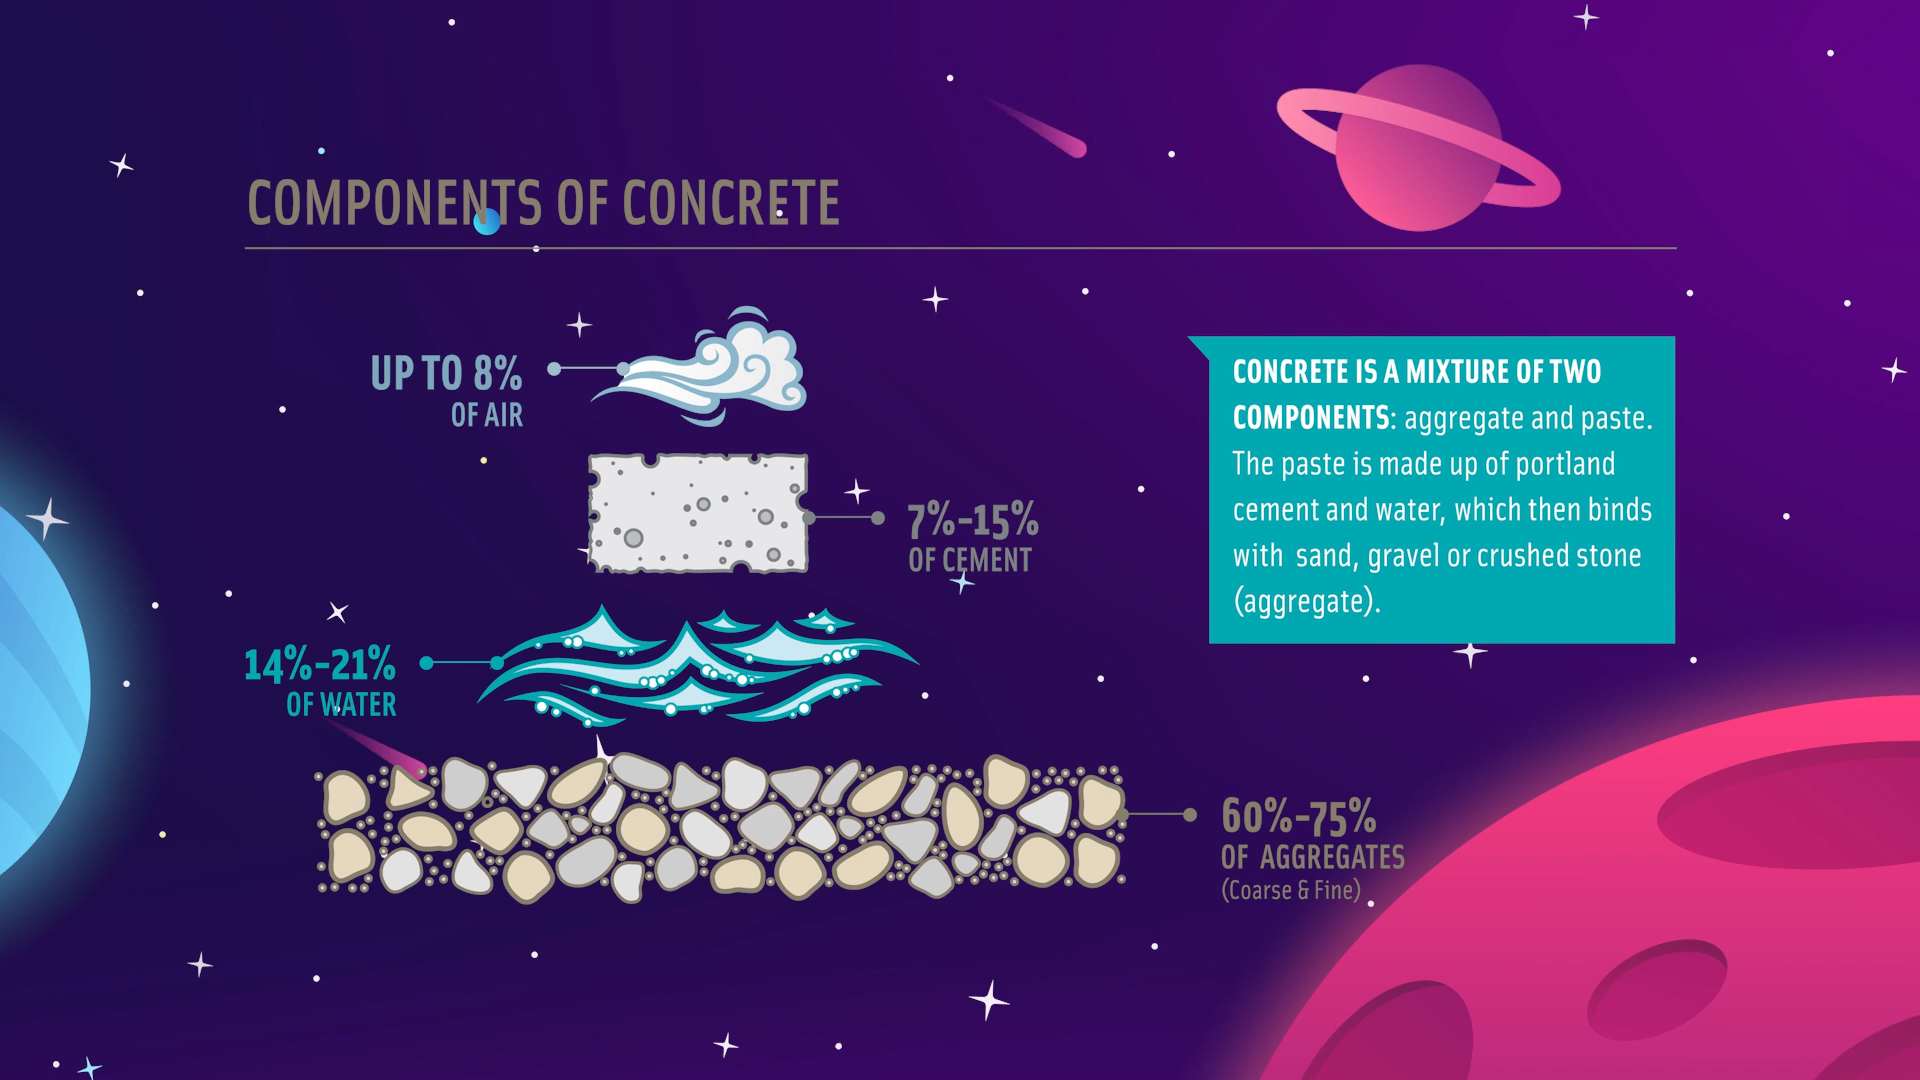 COMPONENTS OF CONCRETE
UP TO 8%
OF AIR
7%-15%
OF CEMENT
14%-21%
OF WATER
60%-75%
OF AGGREGATES
(Coarse & Fine)
CONCRETE IS A MIXTURE OF TWO
COMPONENTS: aggregate and paste.
The paste is made up of portland
cement and water, which then binds
with sand, gravel or crushed stone
(aggregate).